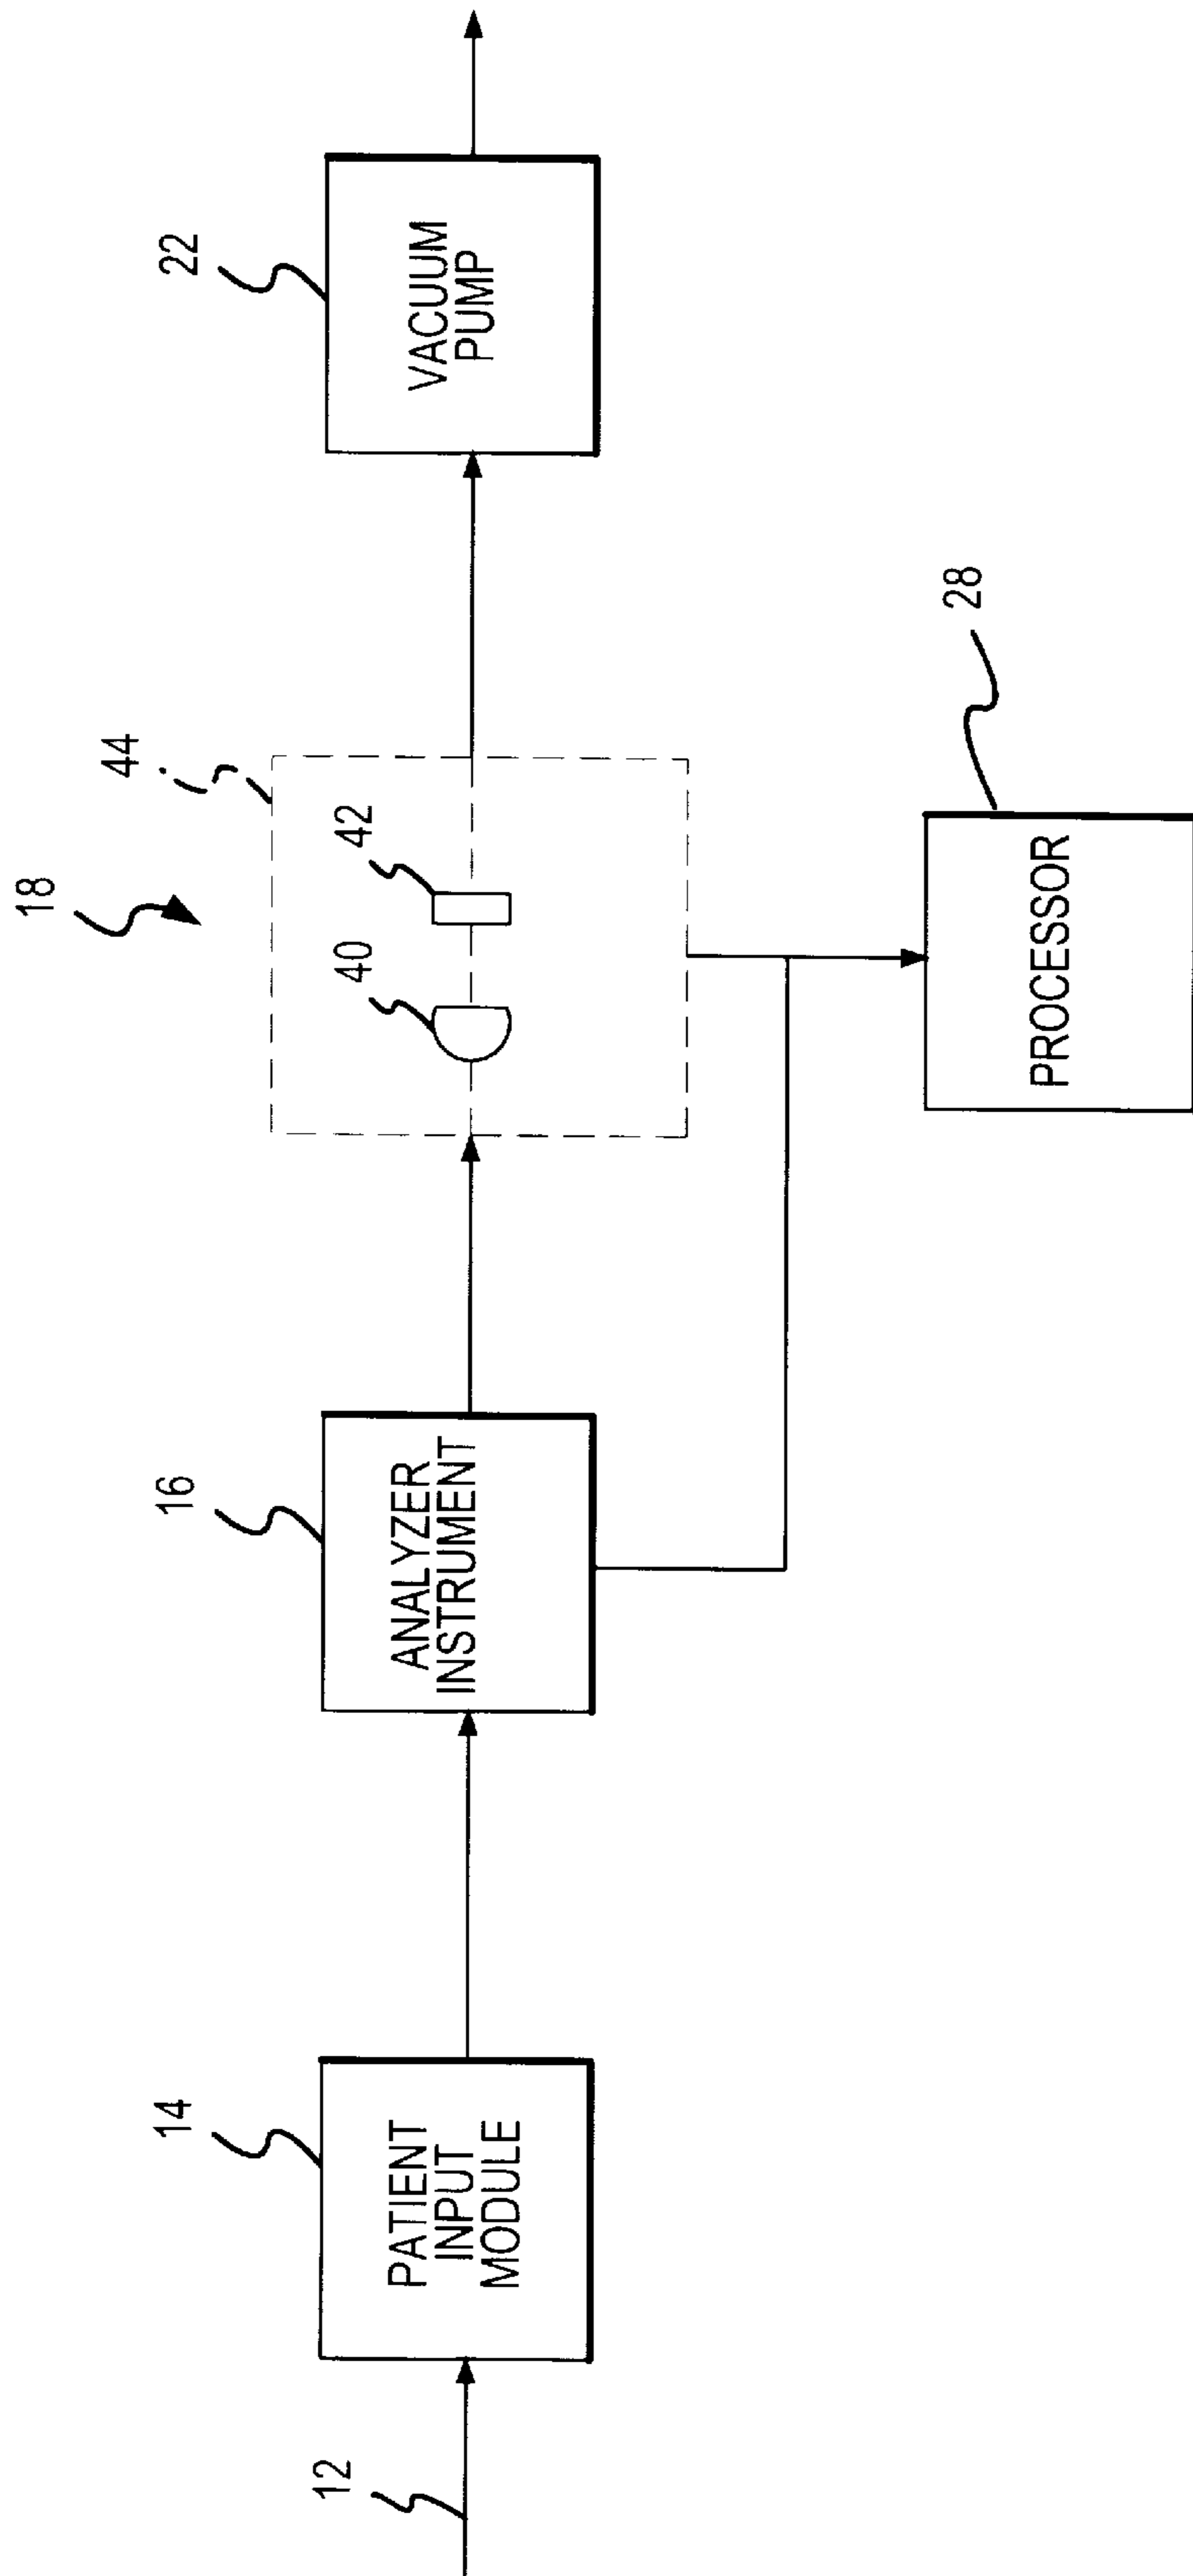 18
12
14
16
44
40
42
22
PATIENT
INPUT
MODULE
ANALYZER
INSTRUMENT
VACUUM
PUMP
PROCESSOR
28